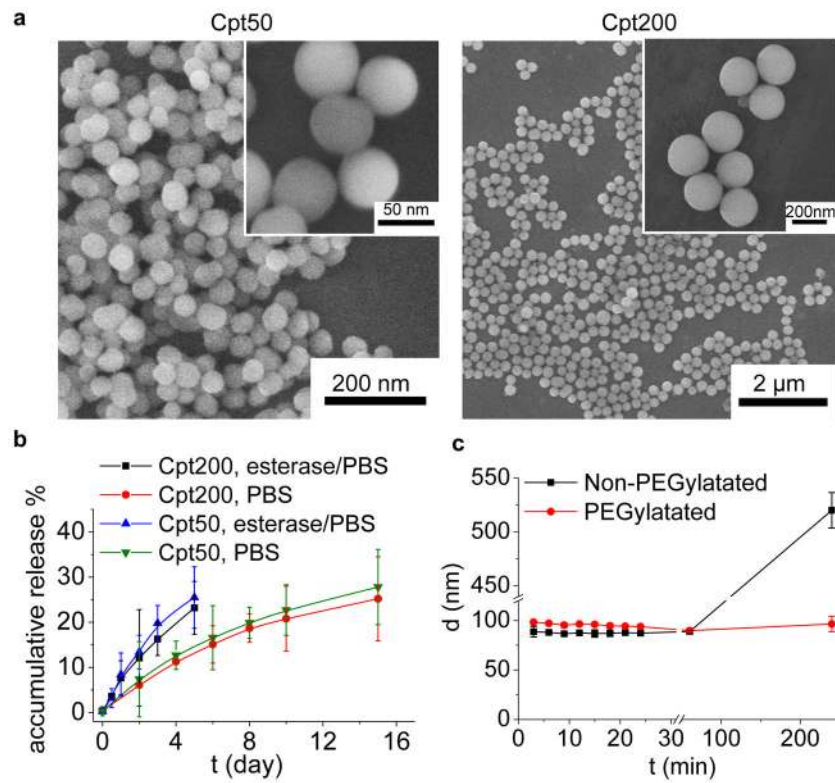 a
Cpt50
Cpt200
50 nm
200nm
200 nm
2 μm
b
Cpt200, esterase/PBS
Cpt200, PBS
Cpt50, esterase/PBS
Cpt50, PBS
accumulative release %
40
30
20
10
0
0 4 8 12 16
t (day)
c
Non-PEGylatated
PEGylatated
d (nm)
550
500
450
100
75
50
25
0
0 10 20 30 100 200
t (min)